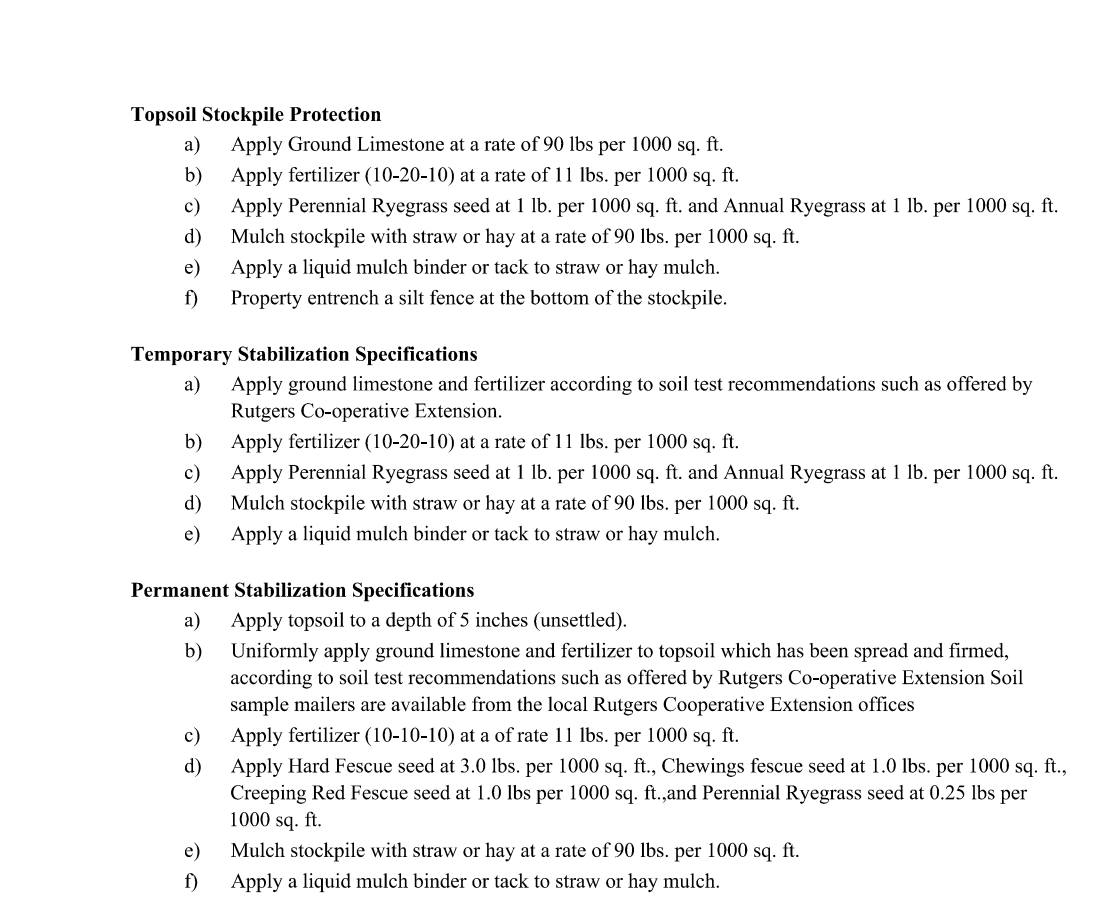 Topsoil Stockpile Protection
a) Apply Ground Limestone at a rate of 90 lbs per 1000 sq. ft.
b) Apply fertilizer (10-20-10) at a rate of 11 lbs. per 1000 sq. ft.
c) Apply Perennial Ryegrass seed at 1 lb. per 1000 sq. ft. and Annual Ryegrass at 1 lb. per 1000 sq. ft.
d) Mulch stockpile with straw or hay at a rate of 90 lbs. per 1000 sq. ft.
e) Apply a liquid mulch binder or tack to straw or hay mulch.
f) Property entrench a silt fence at the bottom of the stockpile.
Temporary Stabilization Specifications
a) Apply ground limestone and fertilizer according to soil test recommendations such as offered by
Rutgers Co-operative Extension.
b) Apply fertilizer (10-20-10) at a rate of 11 lbs. per 1000 sq. ft.
c) Apply Perennial Ryegrass seed at 1 lb. per 1000 sq. ft. and Annual Ryegrass at 1 lb. per 1000 sq. ft.
d) Mulch stockpile with straw or hay at a rate of 90 lbs. per 1000 sq. ft.
e) Apply a liquid mulch binder or tack to straw or hay mulch.
Permanent Stabilization Specifications
a) Apply topsoil to a depth of 5 inches (unsettled).
b) Uniformly apply ground limestone and fertilizer to topsoil which has been spread and firmed,
according to soil test recommendations such as offered by Rutgers Co-operative Extension Soil
sample mailers are available from the local Rutgers Cooperative Extension offices
c) Apply fertilizer (10-10-10) at a of rate 11 lbs. per 1000 sq. ft.
d) Apply Hard Fescue seed at 3.0 lbs. per 1000 sq. ft., Chewings fescue seed at 1.0 lbs. per 1000 sq. ft.,
Creeping Red Fescue seed at 1.0 lbs per 1000 sq. ft.,and Perennial Ryegrass seed at 0.25 lbs per
1000 sq. ft.
e) Mulch stockpile with straw or hay at a rate of 90 lbs. per 1000 sq. ft.
f) Apply a liquid mulch binder or tack to straw or hay mulch.